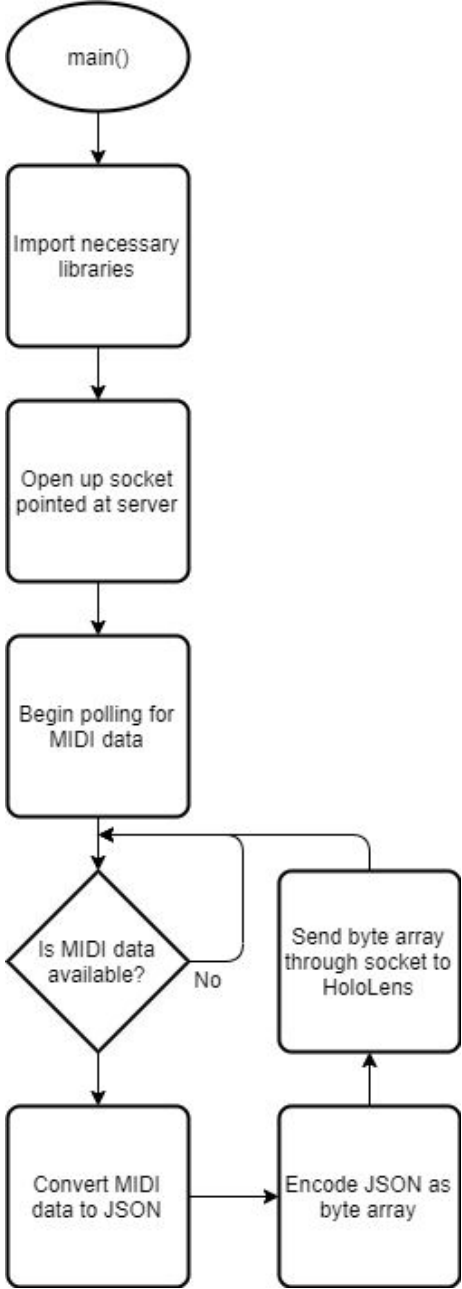 main()
Import necessary
libraries
Open up socket
pointed at server
Begin polling for
MIDI data
Is MIDI data
available?
No
Convert MIDI
data to JSON
Encode JSON as
byte array
Send byte array
through socket to
HoloLens